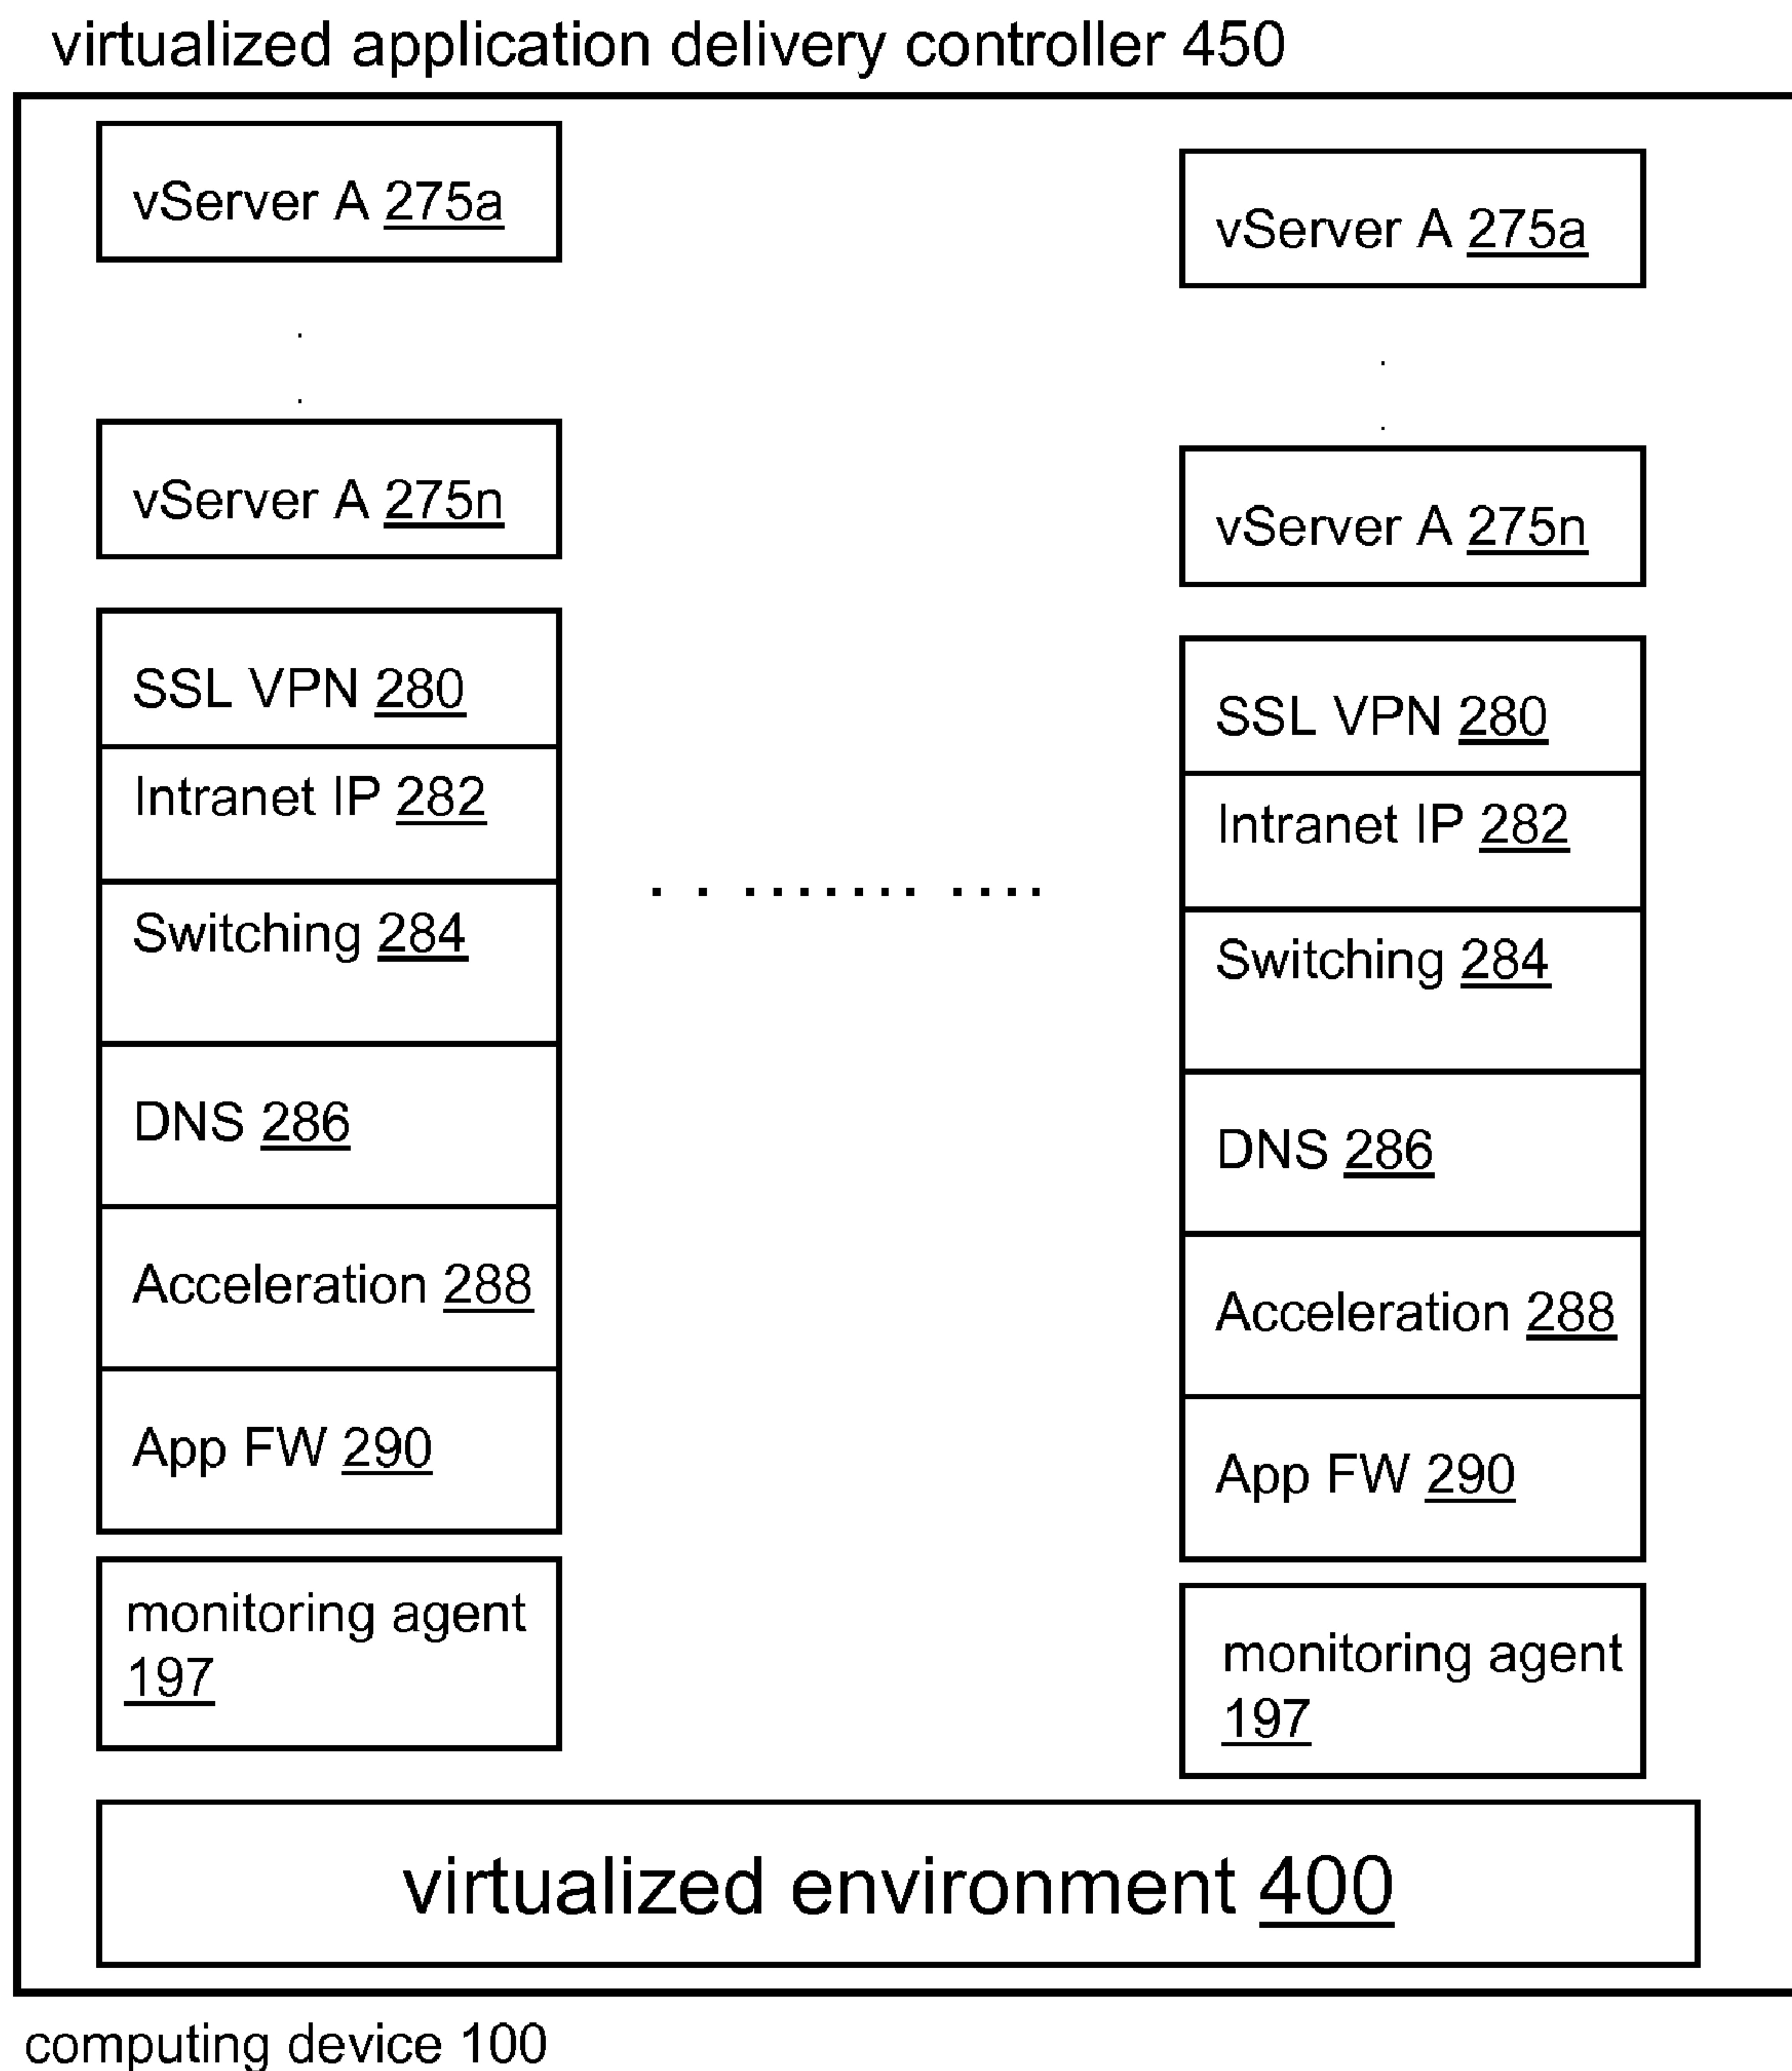 virtualized application delivery controller 450
vServer A 275a
vServer A 275n
SSL VPN 280
Intranet IP 282
Switching 284
DNS 286
Acceleration 288
App FW 290
monitoring agent
197
vServer A 275a
vServer A 275n
SSL VPN 280
Intranet IP 282
Switching 284
DNS 286
Acceleration 288
App FW 290
monitoring agent
197
virtualized environment 400
computing device 100